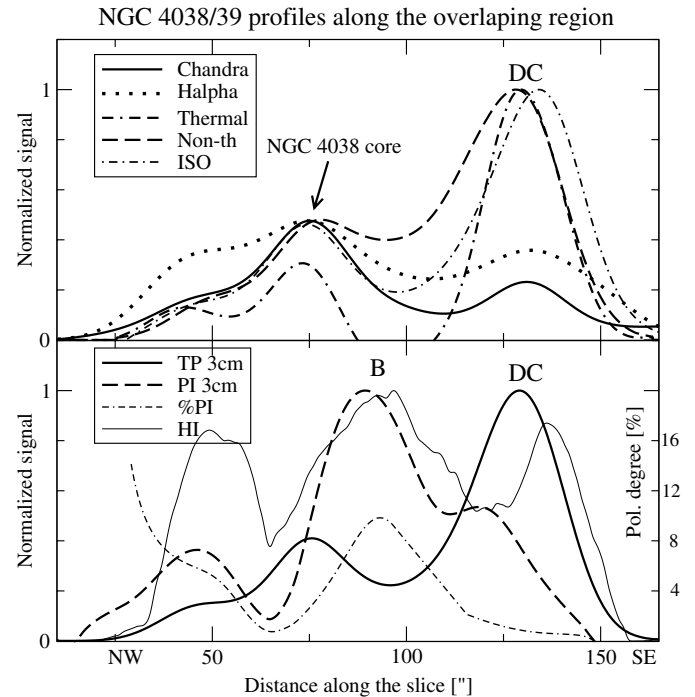 NGC 4038/39 profiles along the overlaping region
DC
Chandra
Halpha
Thermal
Non-th
ISO
NGC 4038 core
1
0
Normalized signal
TP 3cm
PI 3cm
%PI
HI
B
DC
1
0
Normalized signal
16
12
8
4
Pol. degree [%]
NW
50
100
150
SE
Distance along the slice ["]